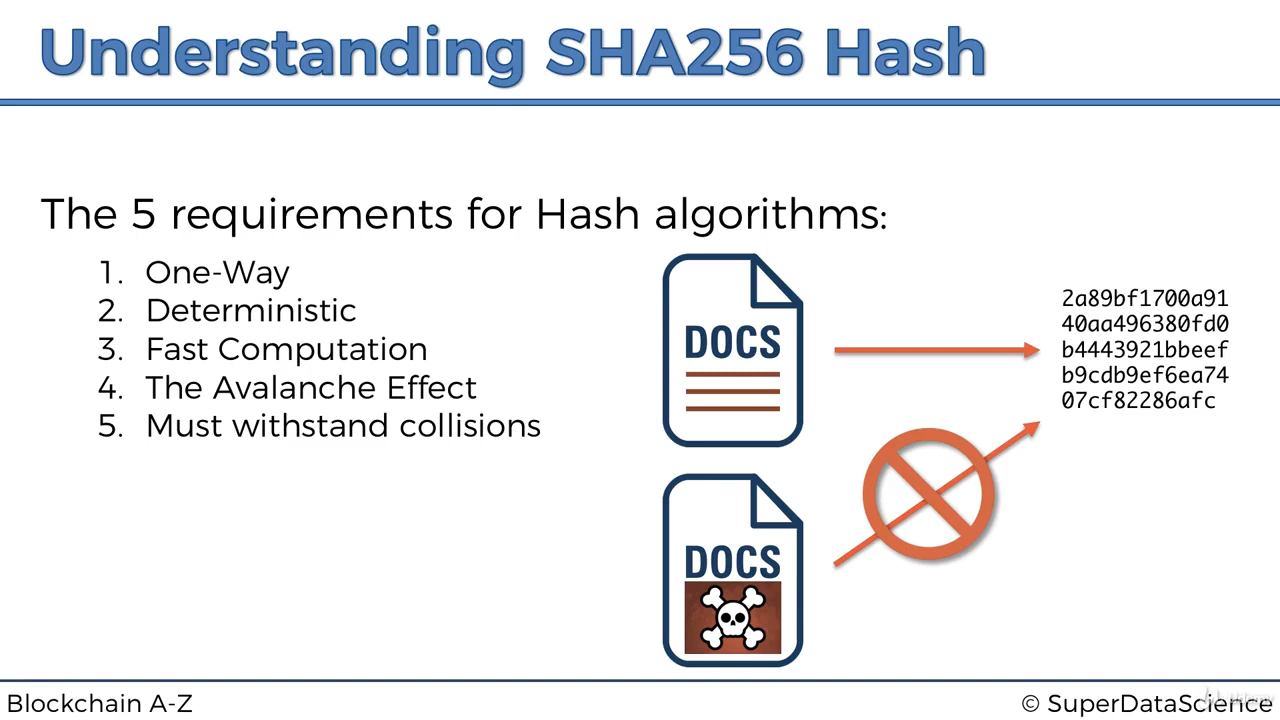 Understanding SHA256 Hash
The 5 requirements for Hash algorithms:
1. One-Way
2. Deterministic
3. Fast Computation
4. The Avalanche Effect
5. Must withstand collisions
DOCS
2a89bf1700a91
40aa496380fd0
b4443921bbeef
b9cdb9ef6ea74
07cf82286afc
DOCS
Blockchain A-Z
© SuperDataScience